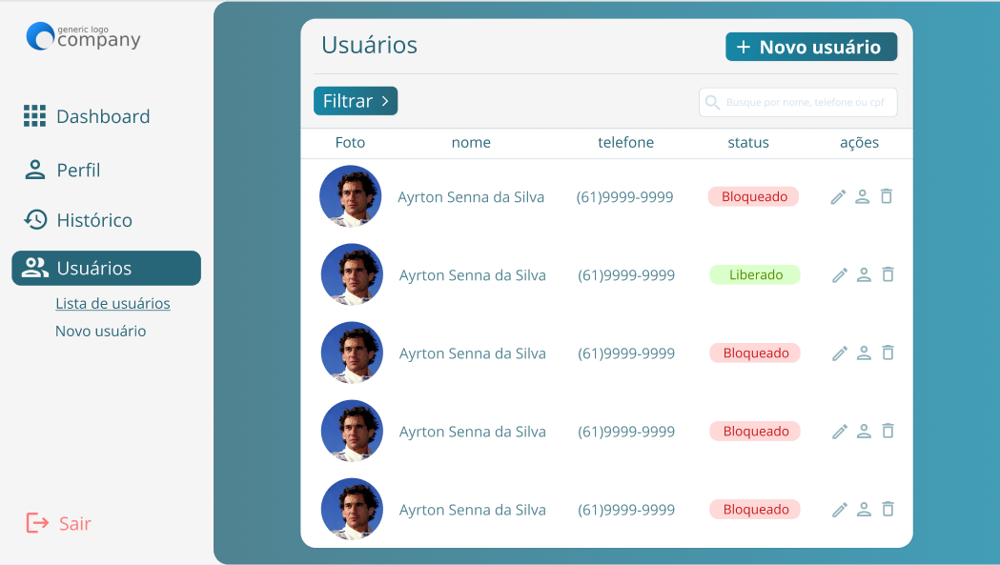 generic logo
company
Dashboard
Perfil
Histórico
Usuários
Lista de usuários
Novo usuário
Sair
Usuários
+ Novo usuário
Filtrar >
Busque por nome, telefone ou cpf
Foto nome telefone status ações
Ayrton Senna da Silva (61)9999-9999 Bloqueado
Ayrton Senna da Silva (61)9999-9999 Liberado
Ayrton Senna da Silva (61)9999-9999 Bloqueado
Ayrton Senna da Silva (61)9999-9999 Bloqueado
Ayrton Senna da Silva (61)9999-9999 Bloqueado